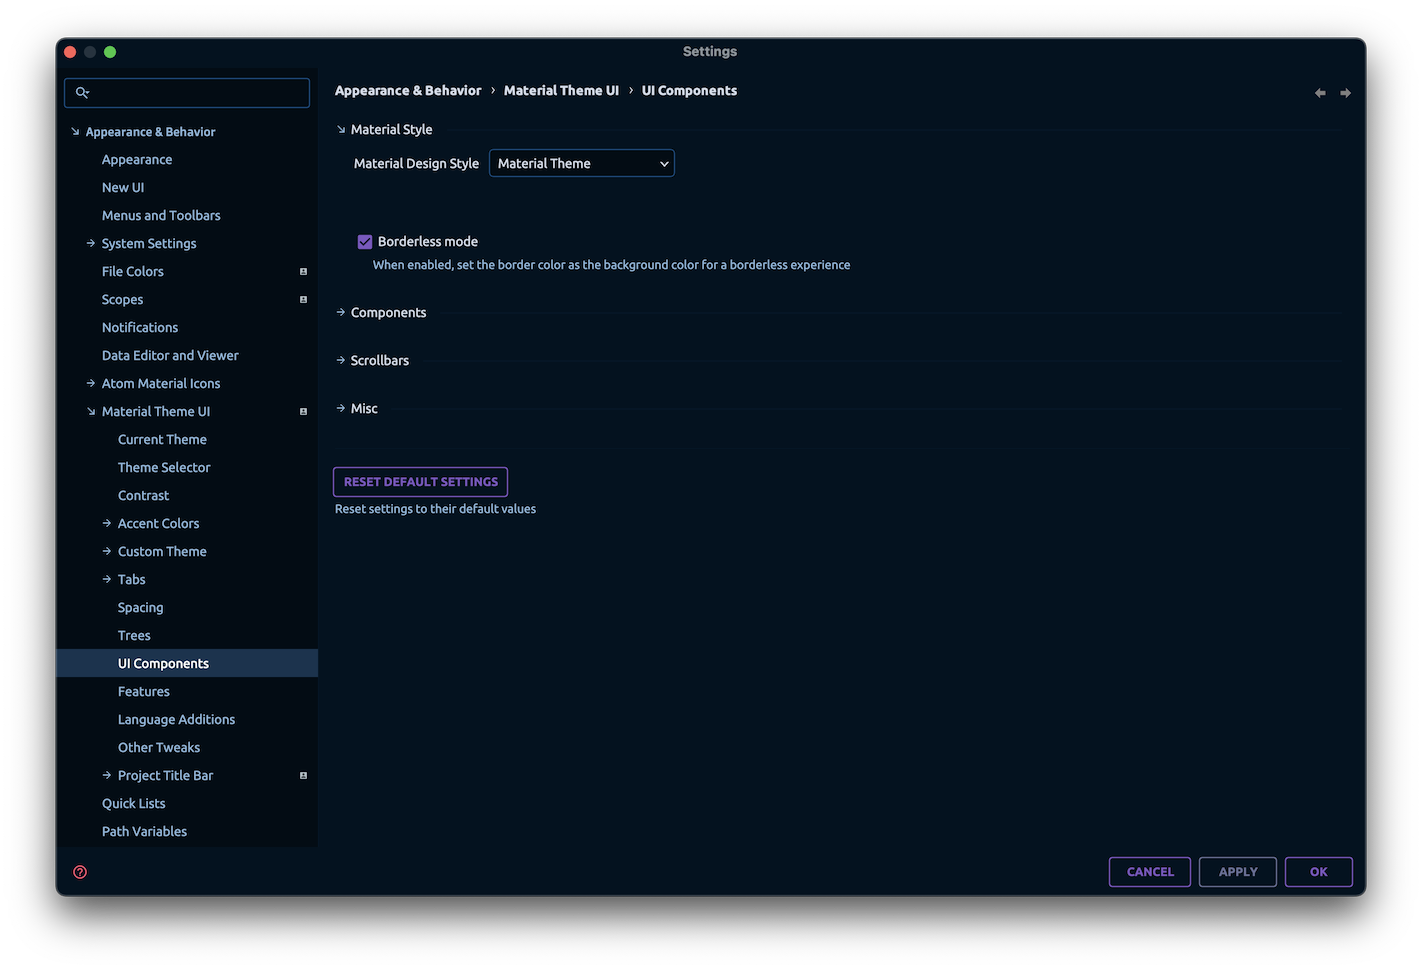 Settings
Appearance & Behavior
Appearance
New UI
Menus and Toolbars
System Settings
File Colors
Scopes
Notifications
Data Editor and Viewer
Atom Material Icons
Material Theme UI
Current Theme
Theme Selector
Contrast
Accent Colors
Custom Theme
Tabs
Spacing
Trees
UI Components
Features
Language Additions
Other Tweaks
Project Title Bar
Quick Lists
Path Variables
Appearance & Behavior › Material Theme UI › UI Components
Material Style
Material Design Style Material Theme
Borderless mode
When enabled, set the border color as the background color for a borderless experience
Components
Scrollbars
Misc
RESET DEFAULT SETTINGS
Reset settings to their default values
?
CANCEL APPLY OK